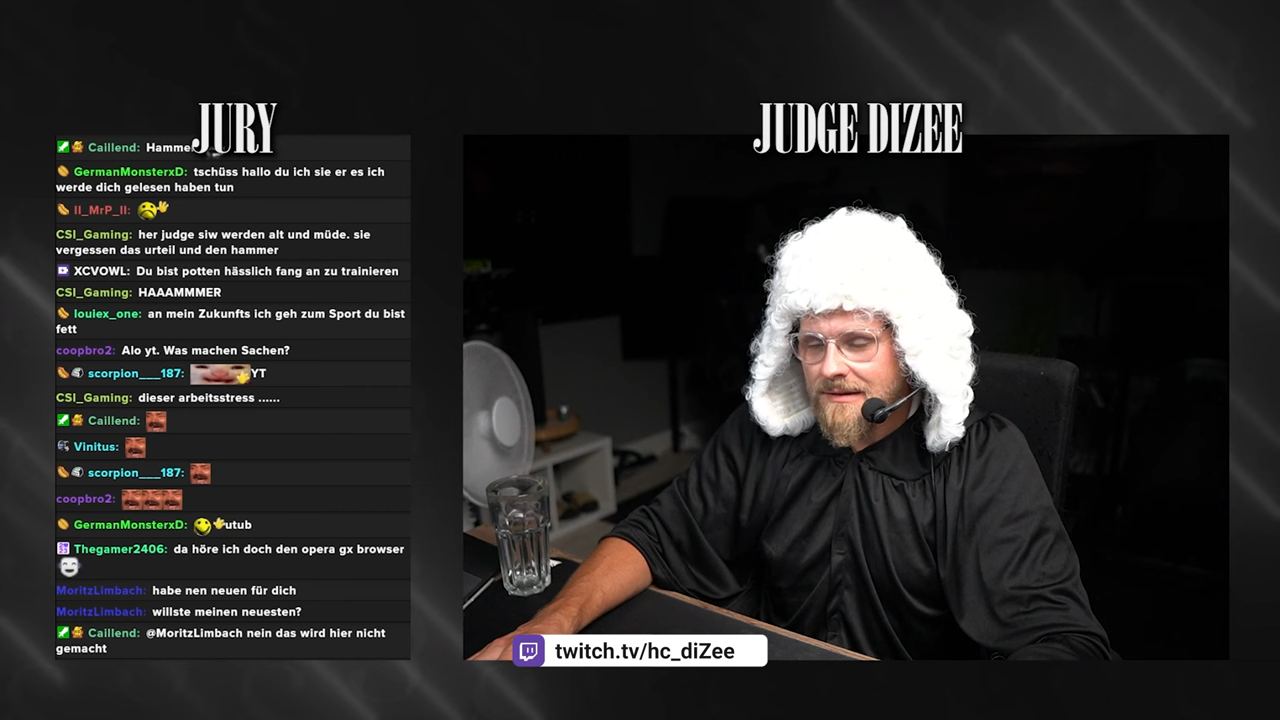 JURY
JUDGE DIZEE
Caillend: Hammer
GermanMonsterxD: tschüss hallo du ich sie er es ich
werde dich gelesen haben tun
II_MrP_II:
CSI_Gaming: her judge siw werden alt und müde. sie
vergessen das urteil und den hammer
XCVOWL: Du bist potten hässlich fang an zu trainieren
CSI_Gaming: HAAAMMMER
louiex_one: an mein Zukunfts ich geh zum Sport du bist
fett
coopbro2: Alo yt. Was machen Sachen?
scorpion___187: YT
CSI_Gaming: dieser arbeitsstress ......
Caillend:
Vinitus:
scorpion___187:
coopbro2:
GermanMonsterxD: utub
Thegamer2406: da höre ich doch den opera gx browser
MoritzLimbach: habe nen neuen für dich
MoritzLimbach: willste meinen neuesten?
Caillend: @MoritzLimbach nein das wird hier nicht
gemacht
twitch.tv/hc_diZee